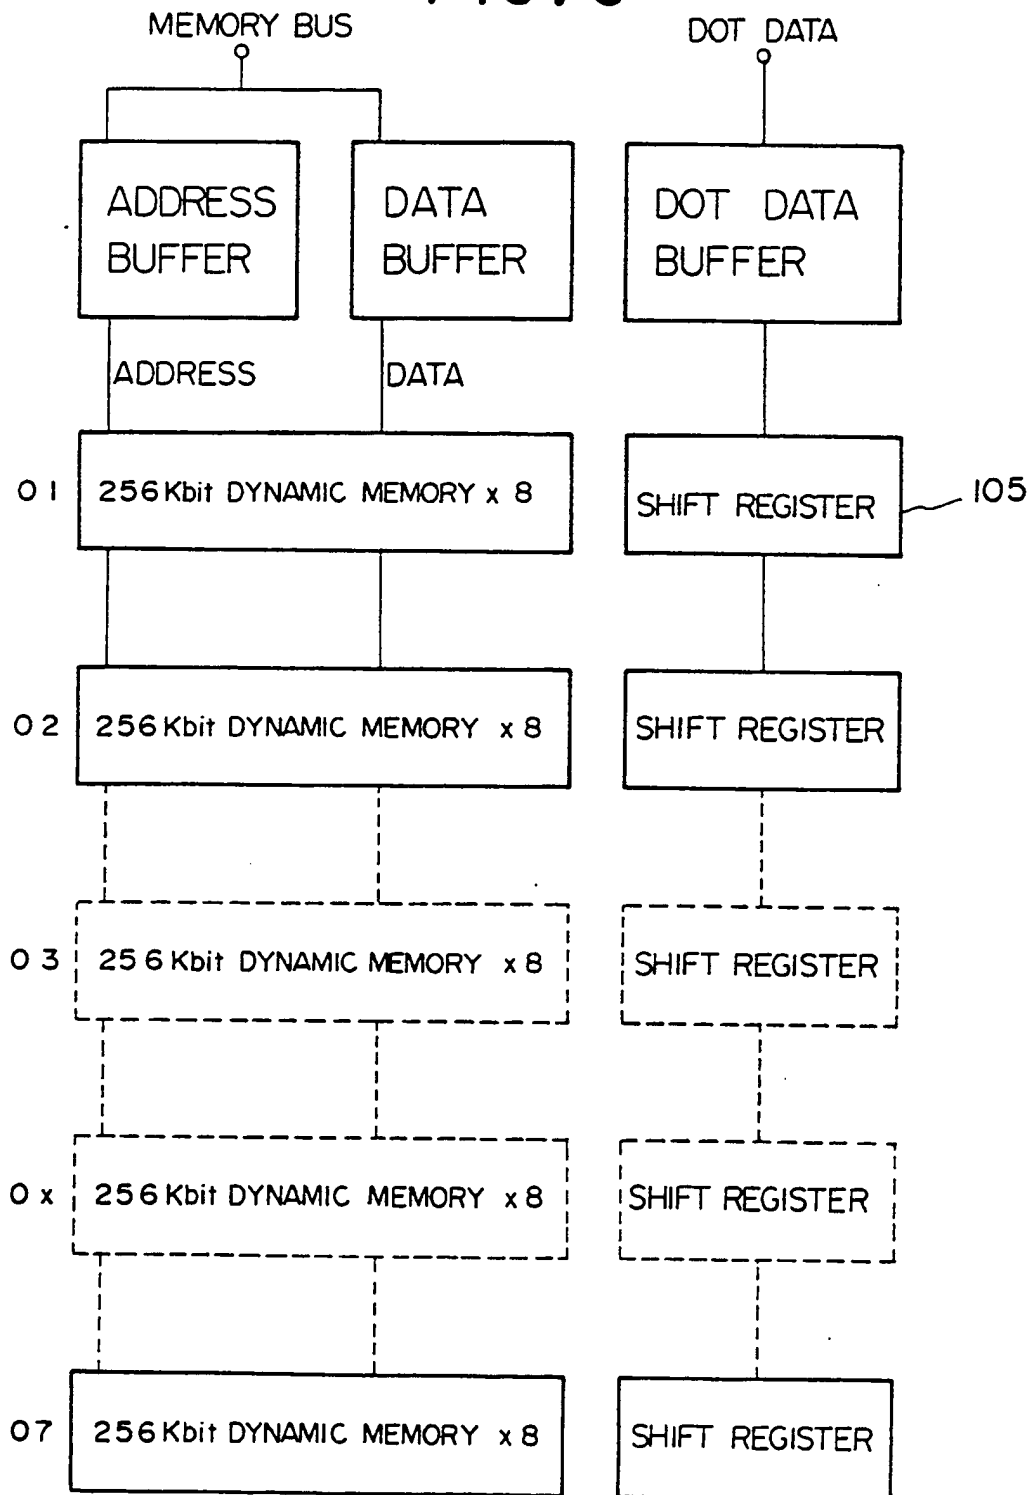 MEMORY BUS
DOT DATA
ADDRESS
BUFFER
DATA
BUFFER
DOT DATA
BUFFER
ADDRESS
DATA
01
256Kbit DYNAMIC MEMORY x 8
SHIFT REGISTER
105
02
256Kbit DYNAMIC MEMORY x 8
SHIFT REGISTER
03
256Kbit DYNAMIC MEMORY x 8
SHIFT REGISTER
0x
256Kbit DYNAMIC MEMORY x 8
SHIFT REGISTER
07
256Kbit DYNAMIC MEMORY x 8
SHIFT REGISTER